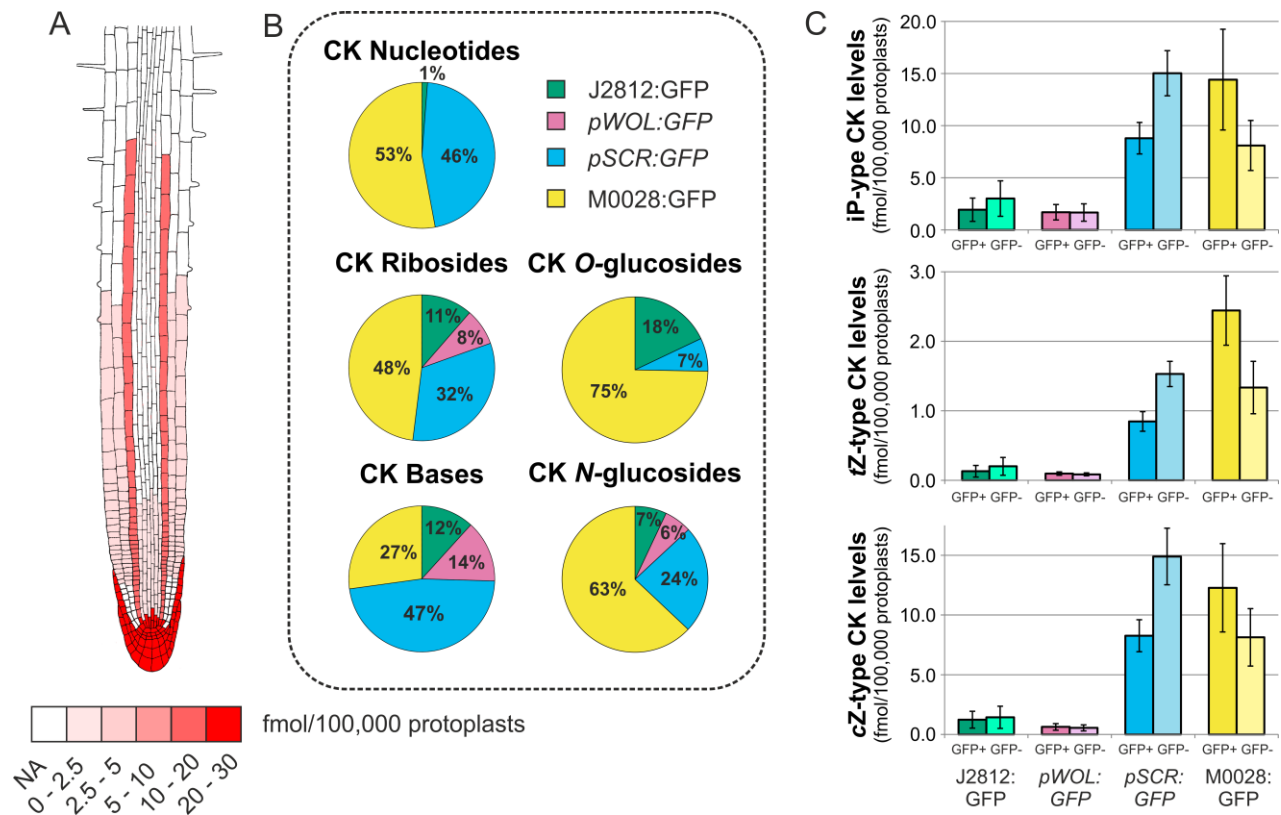 A
NA
0 - 2.5
2.5 - 5
5 - 10
10 - 20
20 - 30
fmol/100,000 protoplasts
B
CK Nucleotides
1%
53%
46%
J2812:GFP
pWOL:GFP
pSCR:GFP
M0028:GFP
CK Ribosides
11%
8%
48%
32%
CK O-glucosides
18%
7%
75%
CK Bases
12%
27%
14%
47%
CK N-glucosides
7%
6%
63%
24%
C
iP-ype CK lelvels
(fmol/100,000 protoplasts)
20.0
15.0
10.0
5.0
0.0
GFP+ GFP- GFP+ GFP- GFP+ GFP- GFP+ GFP-
tZ-type CK lelvels
(fmol/100,000 protoplasts)
3.0
2.0
1.0
0.0
GFP+ GFP- GFP+ GFP- GFP+ GFP- GFP+ GFP-
cZ-type CK lelvels
(fmol/100,000 protoplasts)
15.0
10.0
5.0
0.0
GFP+ GFP- GFP+ GFP- GFP+ GFP- GFP+ GFP-
J2812:
GFP
pWOL:
GFP
pSCR:
GFP
M0028:
GFP